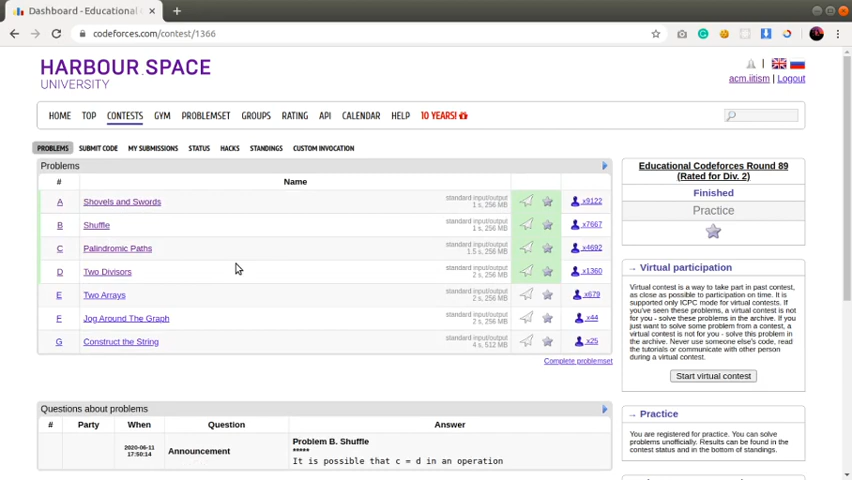 Dashboard - Educational
codeforces.com/contest/1366
HARBOUR.SPACE
UNIVERSITY
acm.iitism | Logout
HOME TOP CONTESTS GYM PROBLEMSET GROUPS RATING API CALENDAR HELP 10 YEARS!
PROBLEMS SUBMIT CODE MY SUBMISSIONS STATUS HACKS STANDINGS CUSTOM INVOCATION
Problems
# Name
A Shovels and Swords standard input/output x9122
1 s, 256 MB
B Shuffle standard input/output x7667
1 s, 256 MB
C Palindromic Paths standard input/output x4692
1.5 s, 256 MB
D Two Divisors standard input/output x1360
2 s, 256 MB
E Two Arrays standard input/output x679
2 s, 256 MB
F Jog Around The Graph standard input/output x44
2 s, 256 MB
G Construct the String standard input/output x25
4 s, 512 MB
Complete problemset
Questions about problems
# Party When Question Answer
2020-06-11
17:50:14
Announcement
Problem B. Shuffle
*****
It is possible that c = d in an operation
Educational Codeforces Round 89
(Rated for Div. 2)
Finished
Practice
→ Virtual participation
Virtual contest is a way to take part in past contest,
as close as possible to participation on time. It is
supported only ICPC mode for virtual contests. If
you've seen these problems, a virtual contest is not
for you - solve these problems in the archive. If you
just want to solve some problem from a contest, a
virtual contest is not for you - solve this problem in
the archive. Never use someone else's code, read
the tutorials or communicate with other person
during a virtual contest.
Start virtual contest
→ Practice
You are registered for practice. You can solve
problems unofficially. Results can be found in the
contest status and in the bottom of standings.